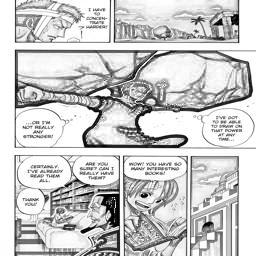 I HAVE
TO
CONCEN-
TRATE
HARDER!
...OR I'M
NOT REALLY
ANY
STRONGER!
I'VE GOT
TO BE ABLE
TO DRAW ON
THAT POWER AT
ANY TIME...
CERTAINLY.
I'VE ALREADY
READ THEM
ALL.
THANK
YOU!
ARE YOU
SURE? CAN I
REALLY HAVE
THEM?
WOW! YOU HAVE SO
MANY INTERESTING
BOOKS!